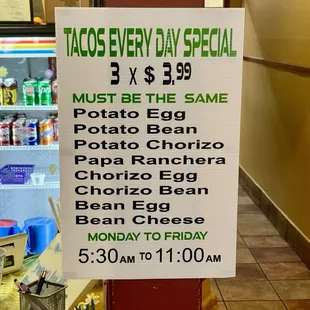 TACOS EVERY DAY SPECIAL
3 X $ 3,99
MUST BE THE SAME
Potato Egg
Potato Bean
Potato Chorizo
Papa Ranchera
Chorizo Egg
Chorizo Bean
Bean Egg
Bean Cheese
MONDAY TO FRIDAY
5:30AM TO 11:00AM